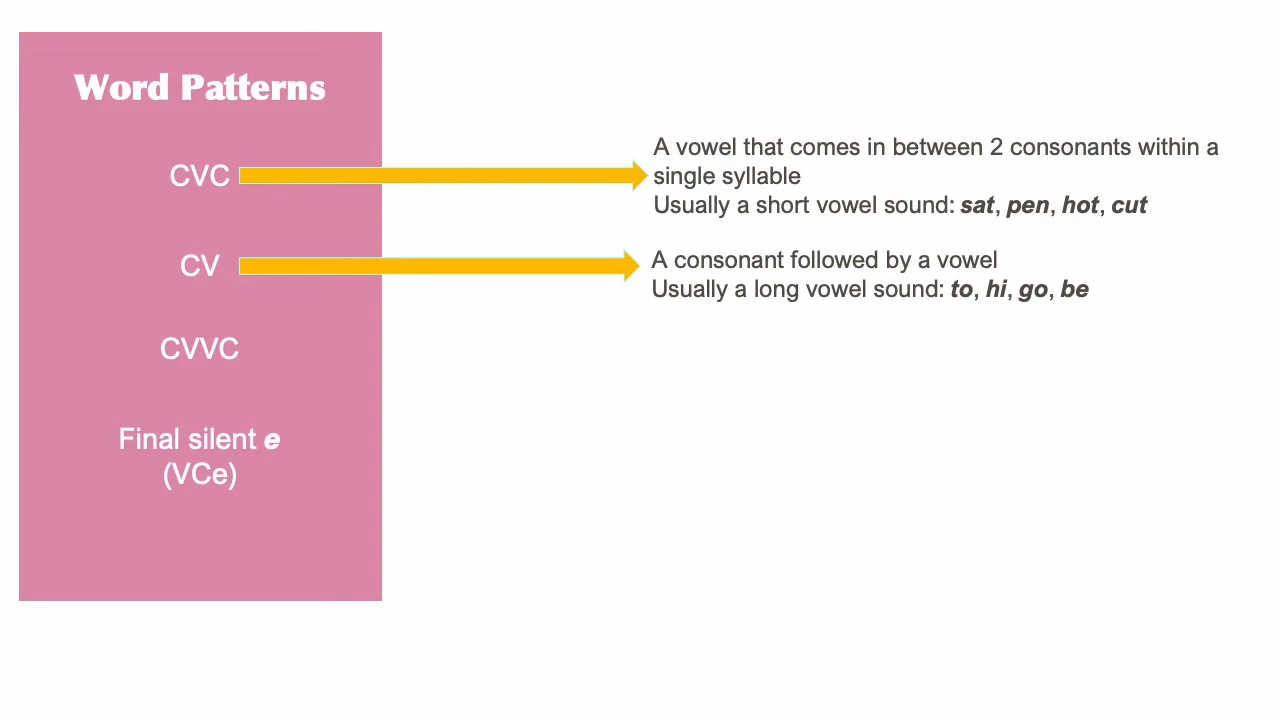 Word Patterns
CVC
A vowel that comes in between 2 consonants within a
single syllable
Usually a short vowel sound: sat, pen, hot, cut
CV
A consonant followed by a vowel
Usually a long vowel sound: to, hi, go, be
CVVC
Final silent e
(VCe)